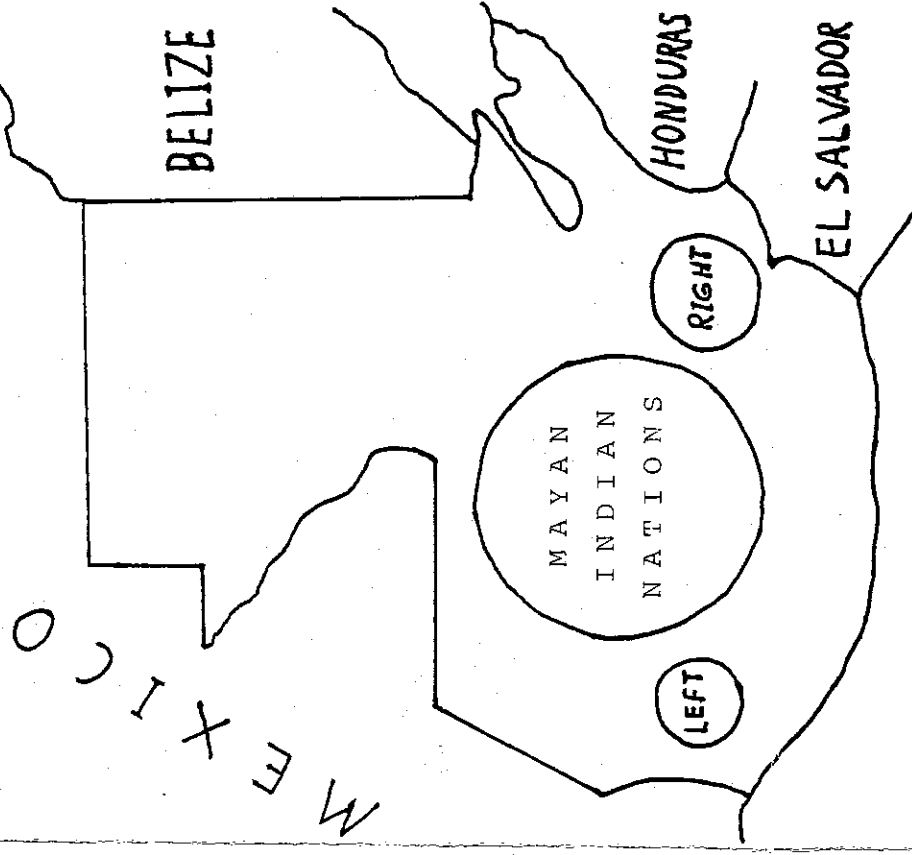 MEXICO
BELIZE
MAYAN
INDIAN
NATIONS
LEFT
RIGHT
HONDURAS
EL SALVADOR